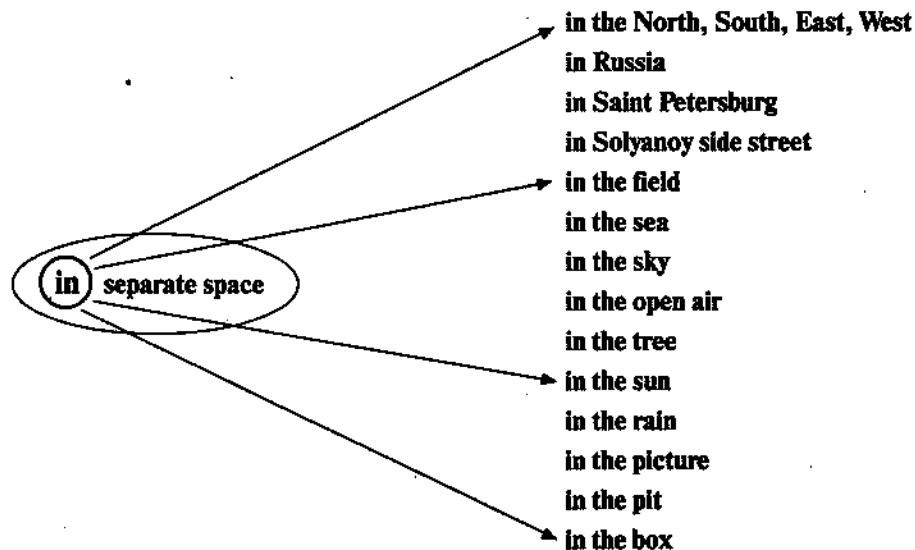 in the North, South, East, West
in Russia
in Saint Petersburg
in Solyanoy side street
in the field
in the sea
in the sky
in separate space
in the open air
in the tree
in the sun
in the rain
in the picture
in the pit
in the box